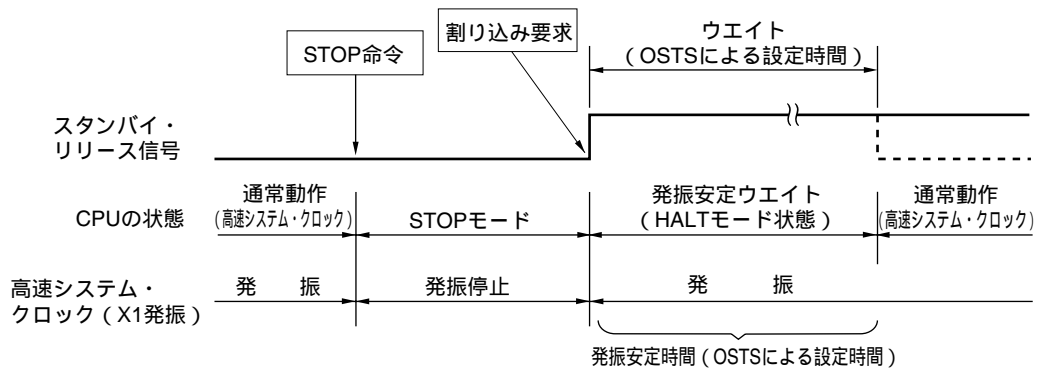 割り込み要求
ウエイト
（OSTSによる設定時間）
STOP命令
スタンバイ・
リリース信号
CPUの状態
通常動作
(高速システム・クロック)
STOPモード
発振安定ウエイト
（HALTモード状態）
通常動作
(高速システム・クロック)
高速システム・
クロック（X1発振）
発　振
発振停止
発　振
発振安定時間（OSTSによる設定時間）